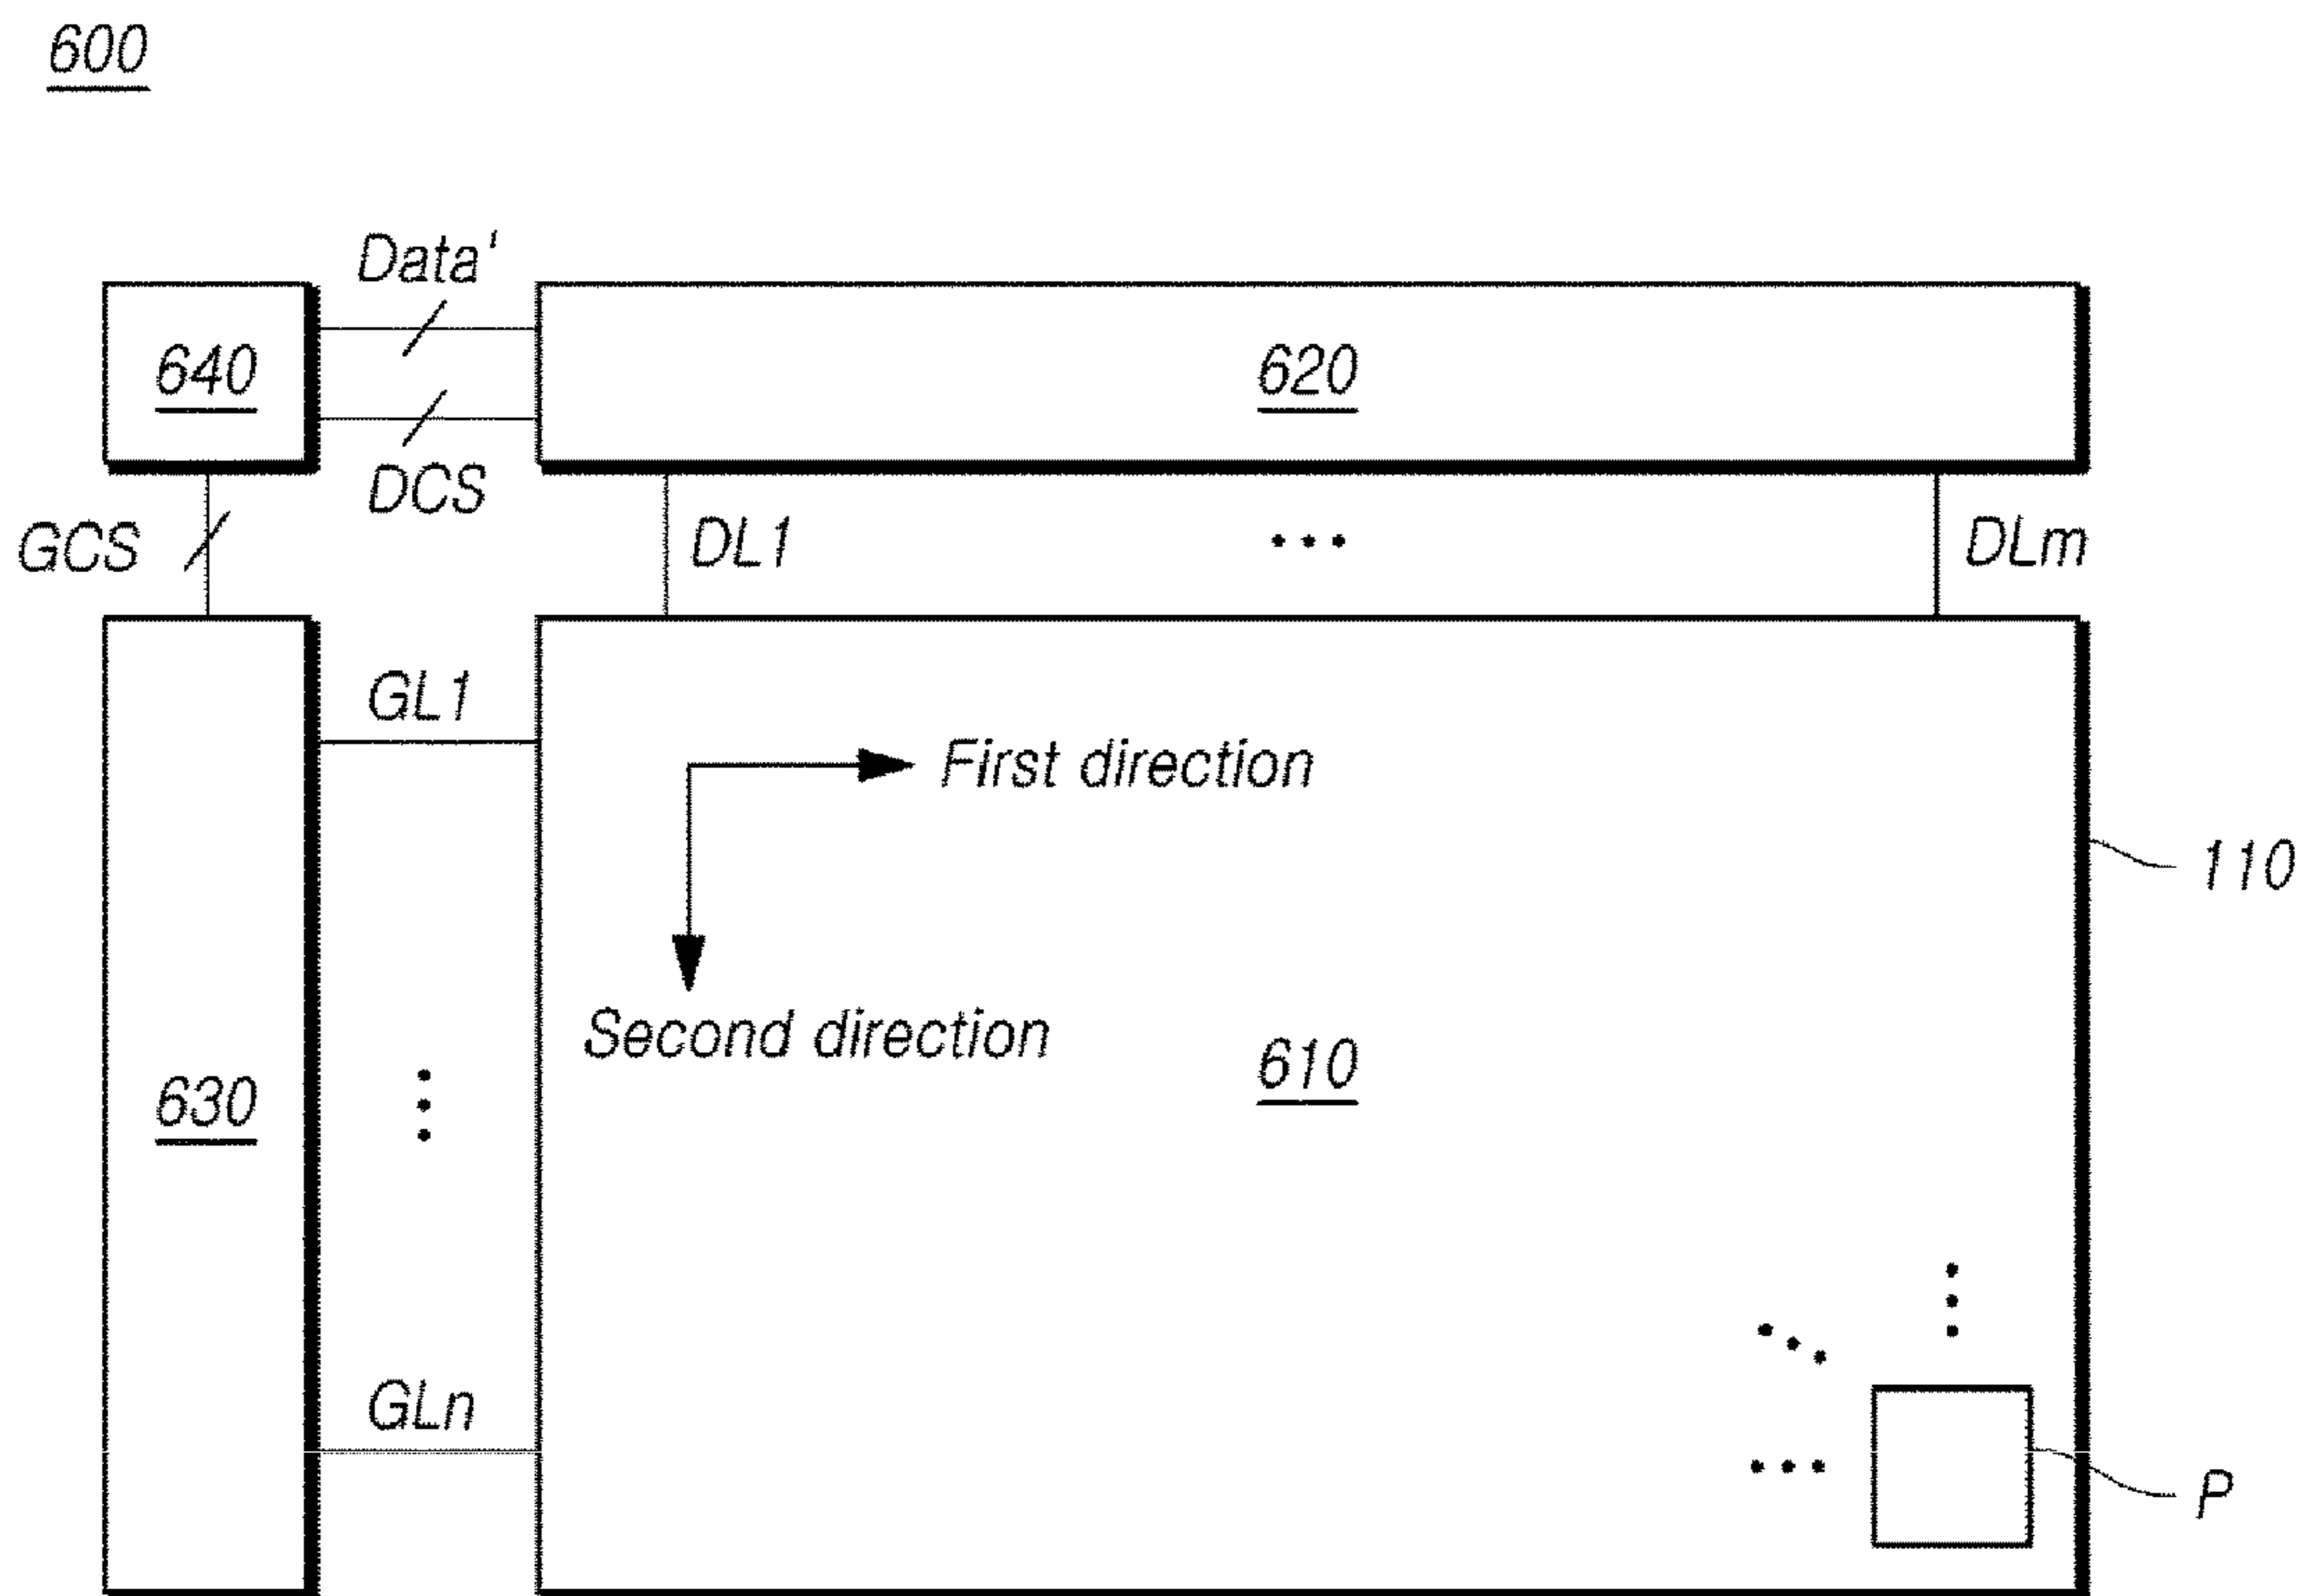 600
Data'
640
620
DCS
GCS
DL1
...
DLm
GL1
First direction
110
Second direction
610
630
GLn
P